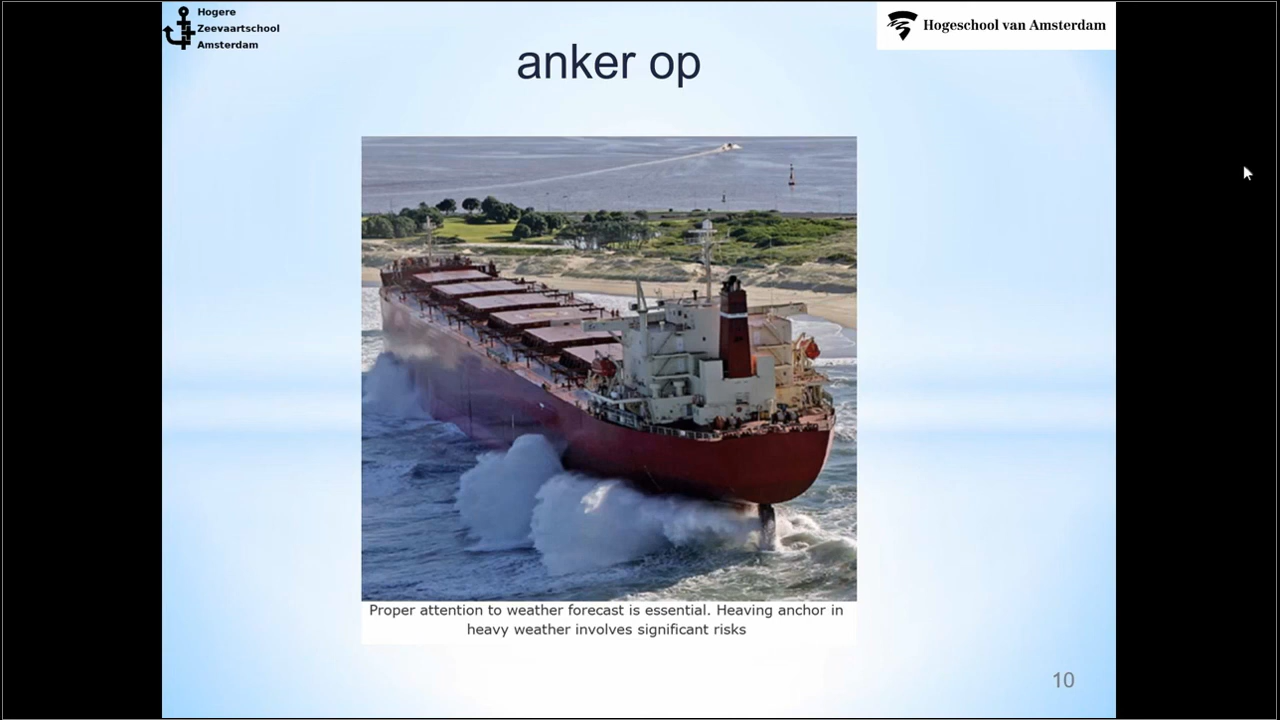 Hogere
Zeevaartschool
Amsterdam
Hogeschool van Amsterdam
anker op
Proper attention to weather forecast is essential. Heaving anchor in
heavy weather involves significant risks
10